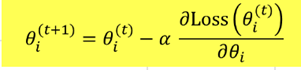 θ_i^(t+1) = θ_i^(t) − α ∂Loss(θ_i^(t)) / ∂θ_i